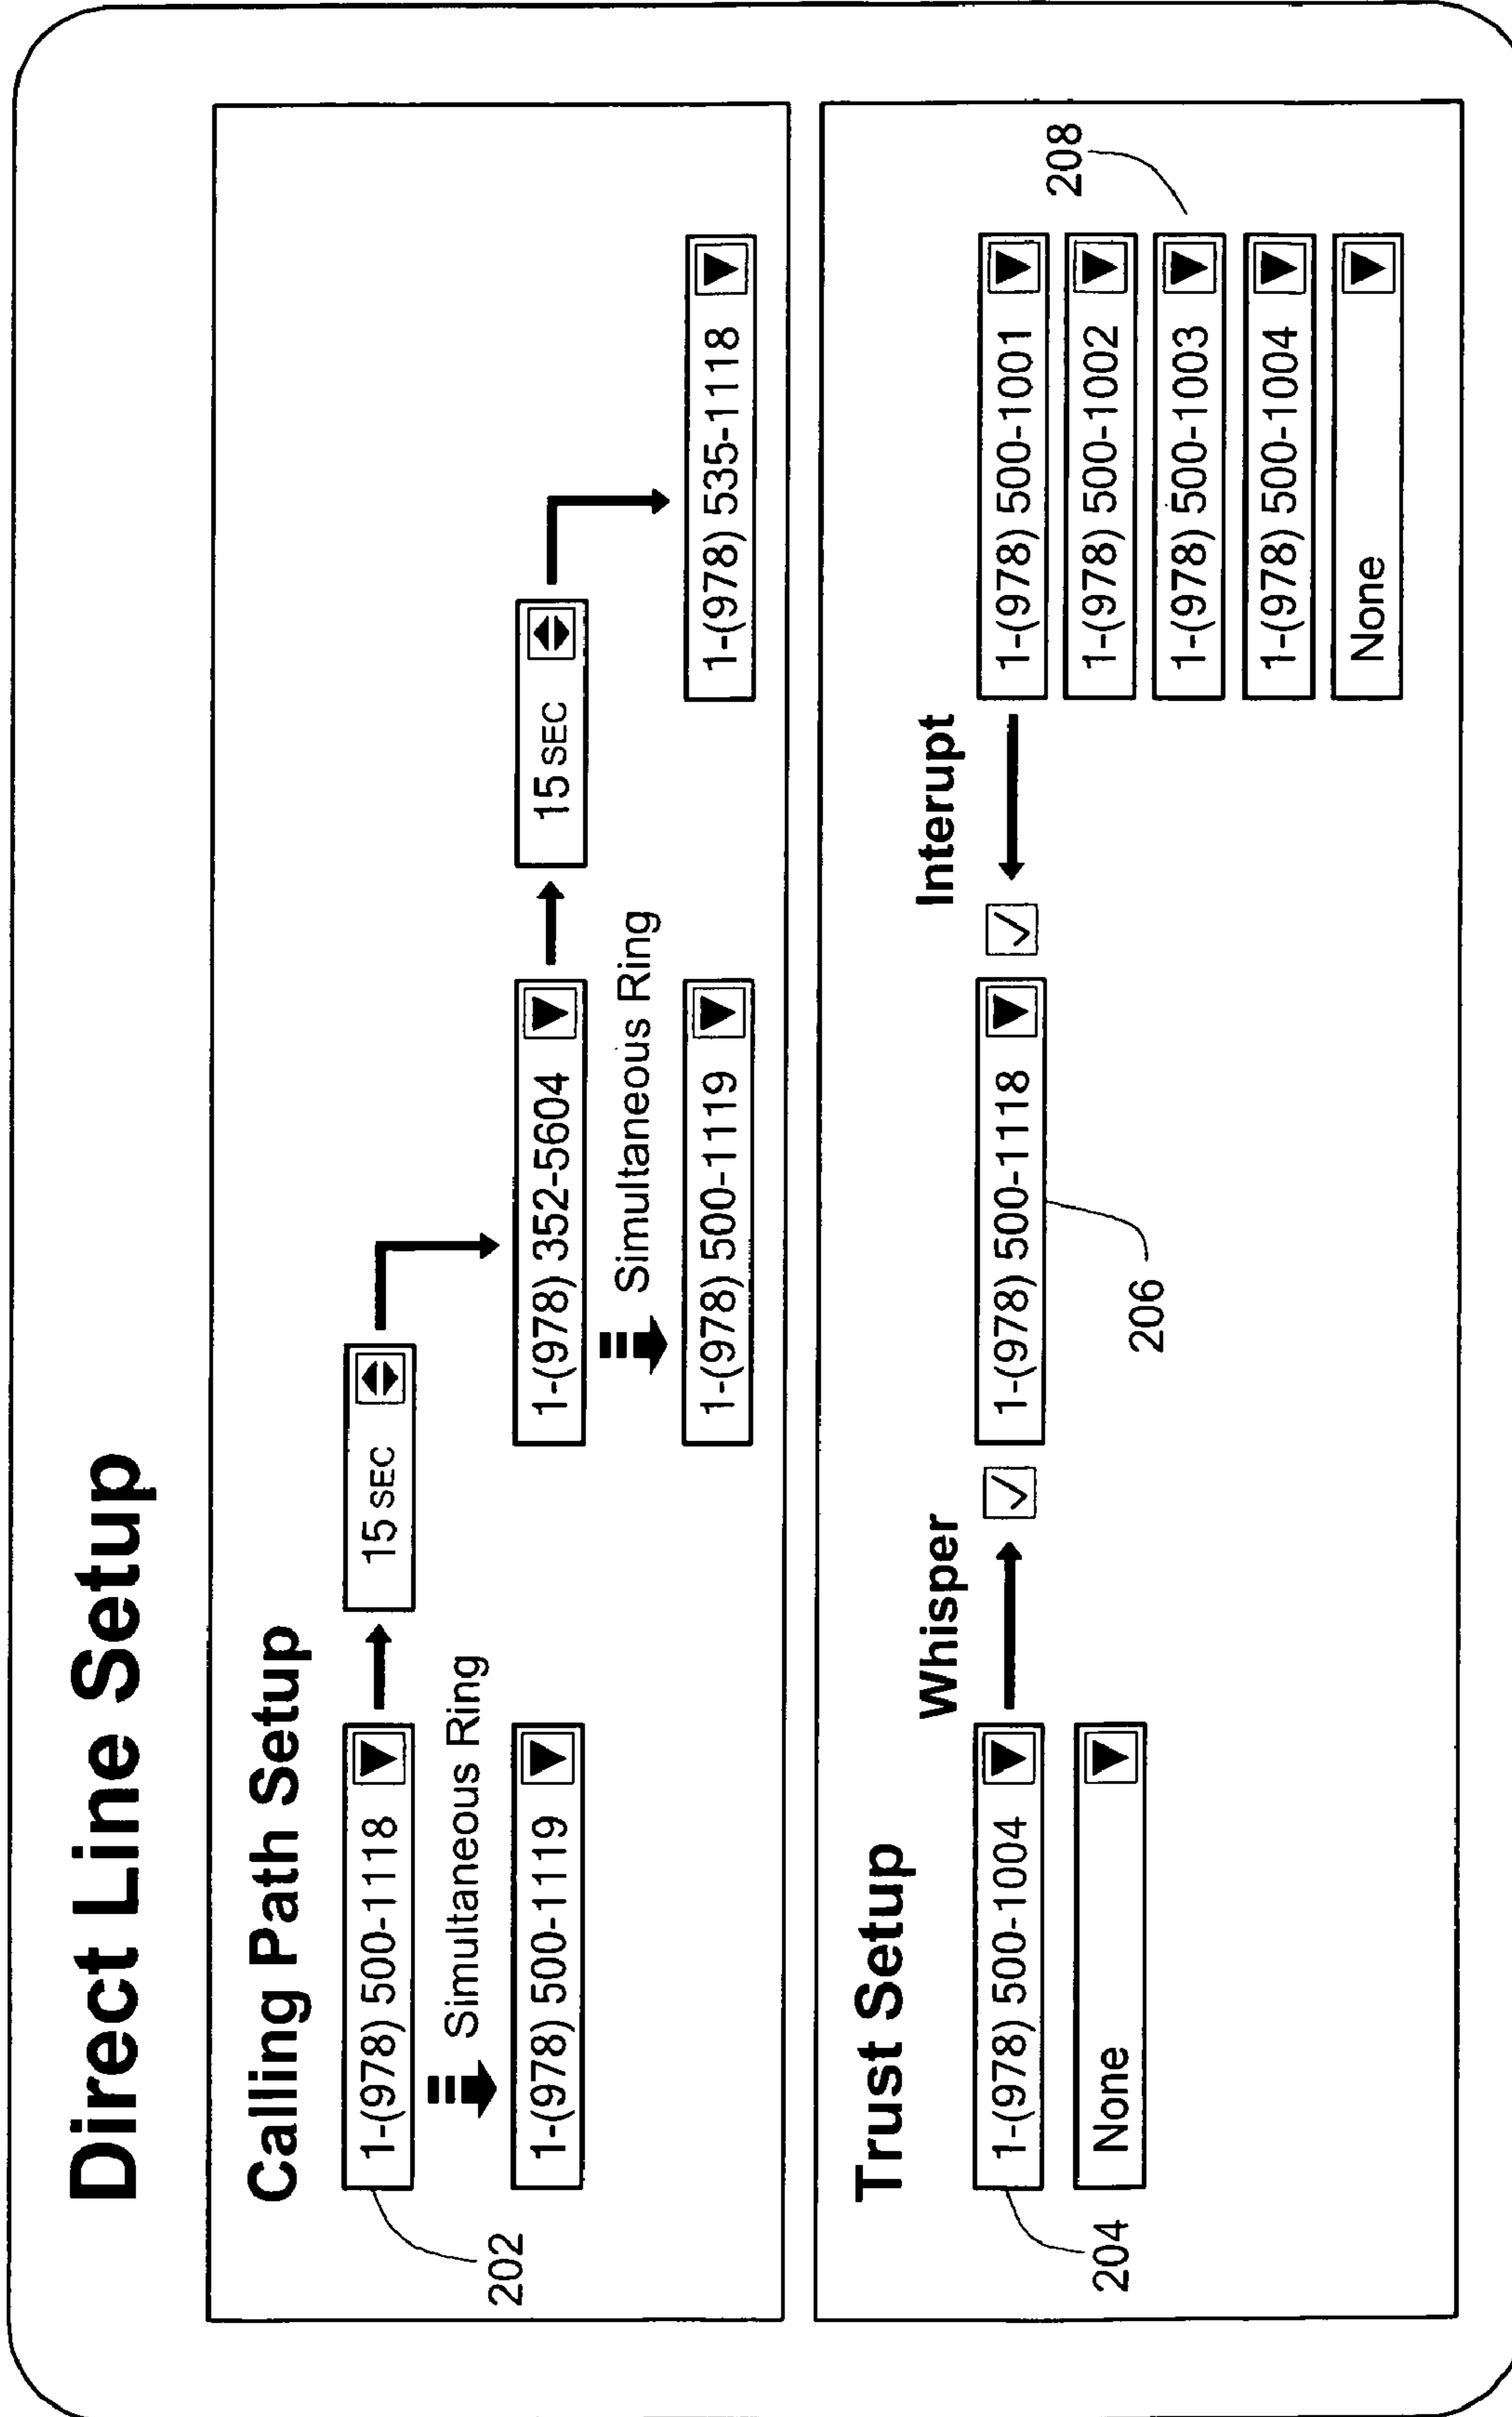 Direct Line Setup
Calling Path Setup
202
1-(978) 500-1118
15 SEC
Simultaneous Ring
1-(978) 500-1119
1-(978) 352-5604
15 SEC
Simultaneous Ring
1-(978) 500-1119
1-(978) 535-1118
Trust Setup
Whisper
Interupt
204
1-(978) 500-1004
None
1-(978) 500-1118
206
208
1-(978) 500-1001
1-(978) 500-1002
1-(978) 500-1003
1-(978) 500-1004
None